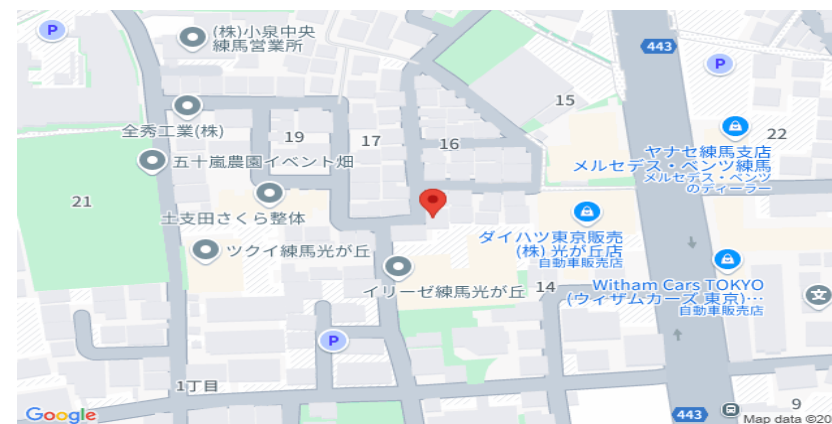 P
(株)小泉中央
練馬営業所
443
P
15
全秀工業(株)
19
17
16
22
ヤナセ練馬支店
メルセデス・ベンツ練馬
メルセデス・ベンツ
のディーラー
五十嵐農園イベント畑
21
土支田さくら整体
ダイハツ東京販売
(株) 光が丘店
自動車販売店
ツクイ練馬光が丘
イリーゼ練馬光が丘
14
Witham Cars TOKYO
(ウィザムカーズ 東京)…
自動車販売店
文
P
1丁目
9
443
Google
Map data ©20